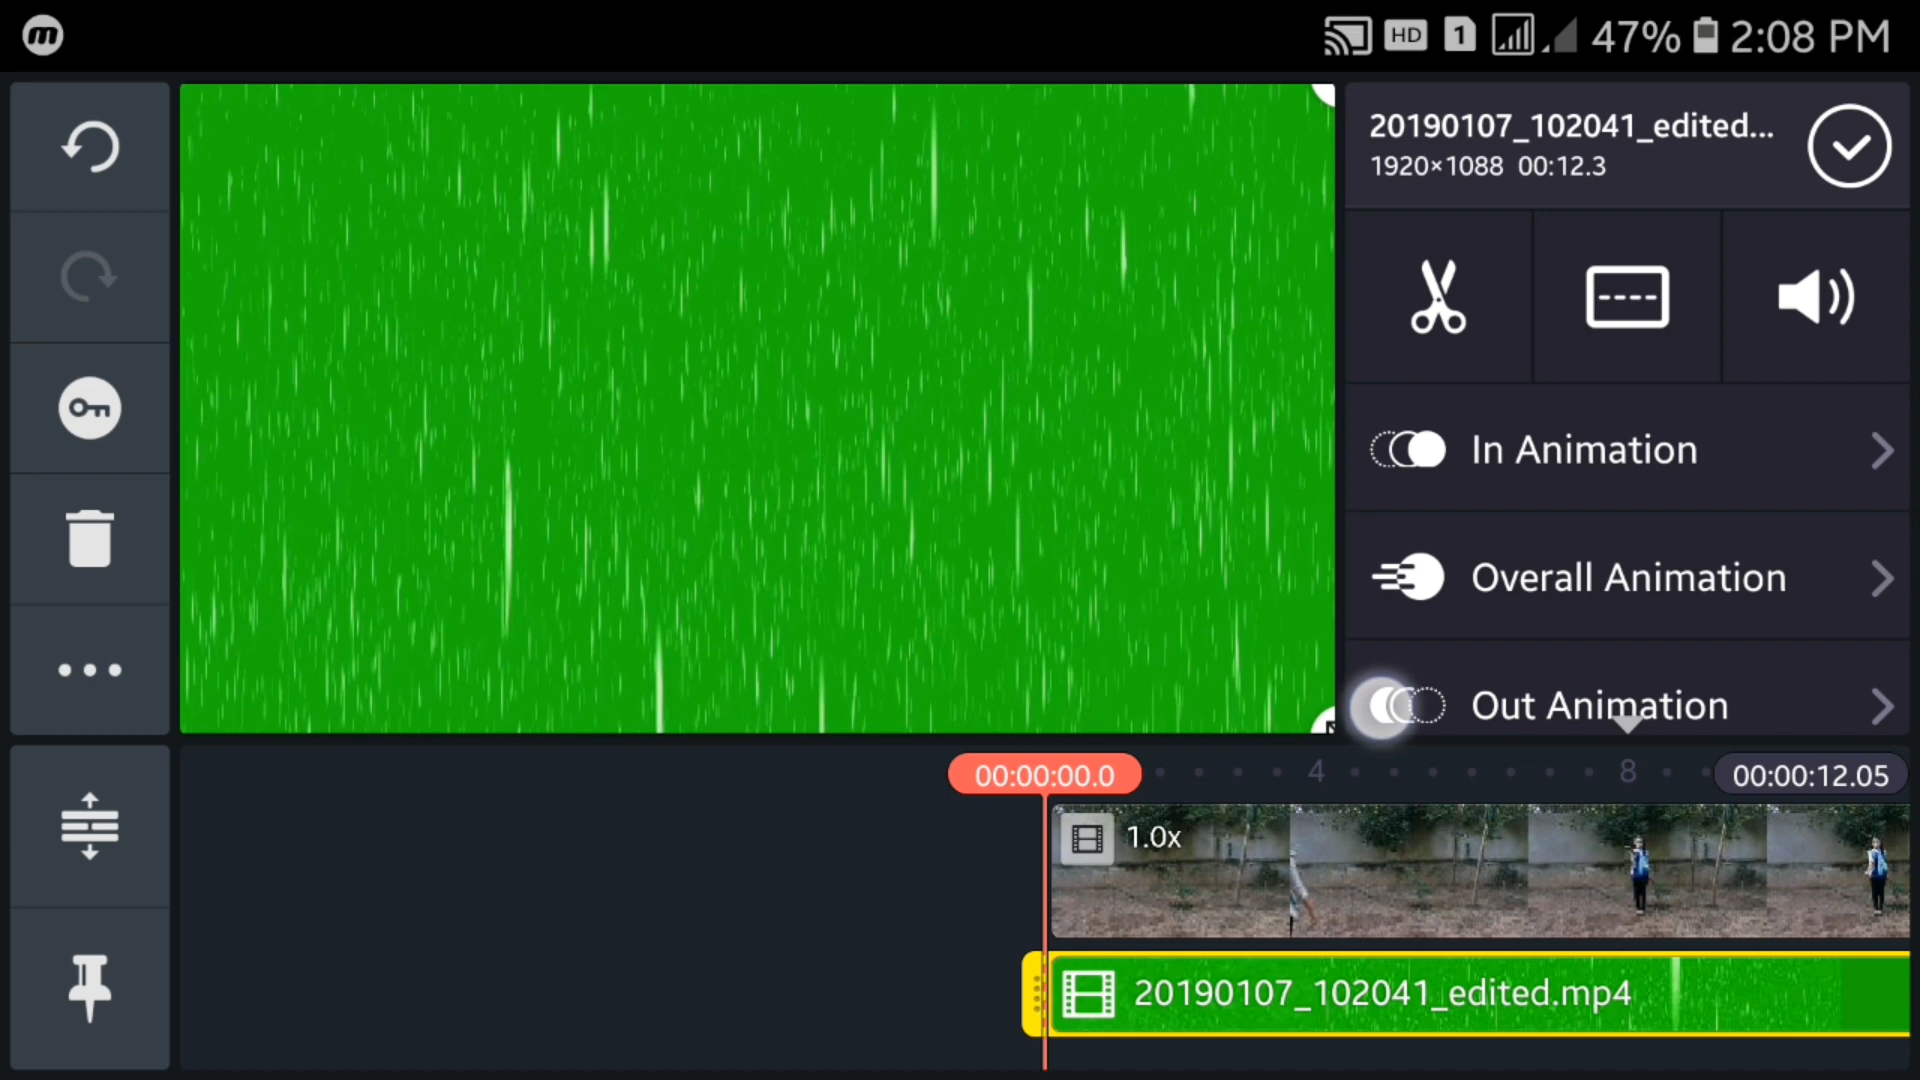 m
HD 1 47% 2:08 PM
20190107_102041_edited...
1920×1088 00:12.3
In Animation
Overall Animation
Out Animation
00:00:00.0 4 8 00:00:12.05
1.0x
20190107_102041_edited.mp4